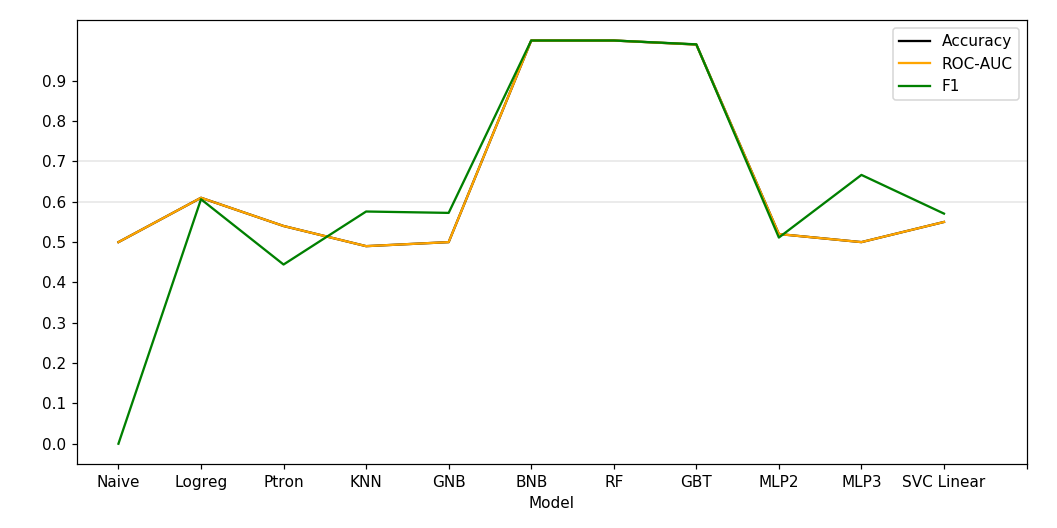 Accuracy
ROC-AUC
F1
0.9
0.8
0.7
0.6
0.5
0.4
0.3
0.2
0.1
0.0
Naive Logreg Ptron KNN GNB BNB RF GBT MLP2 MLP3 SVC Linear
Model